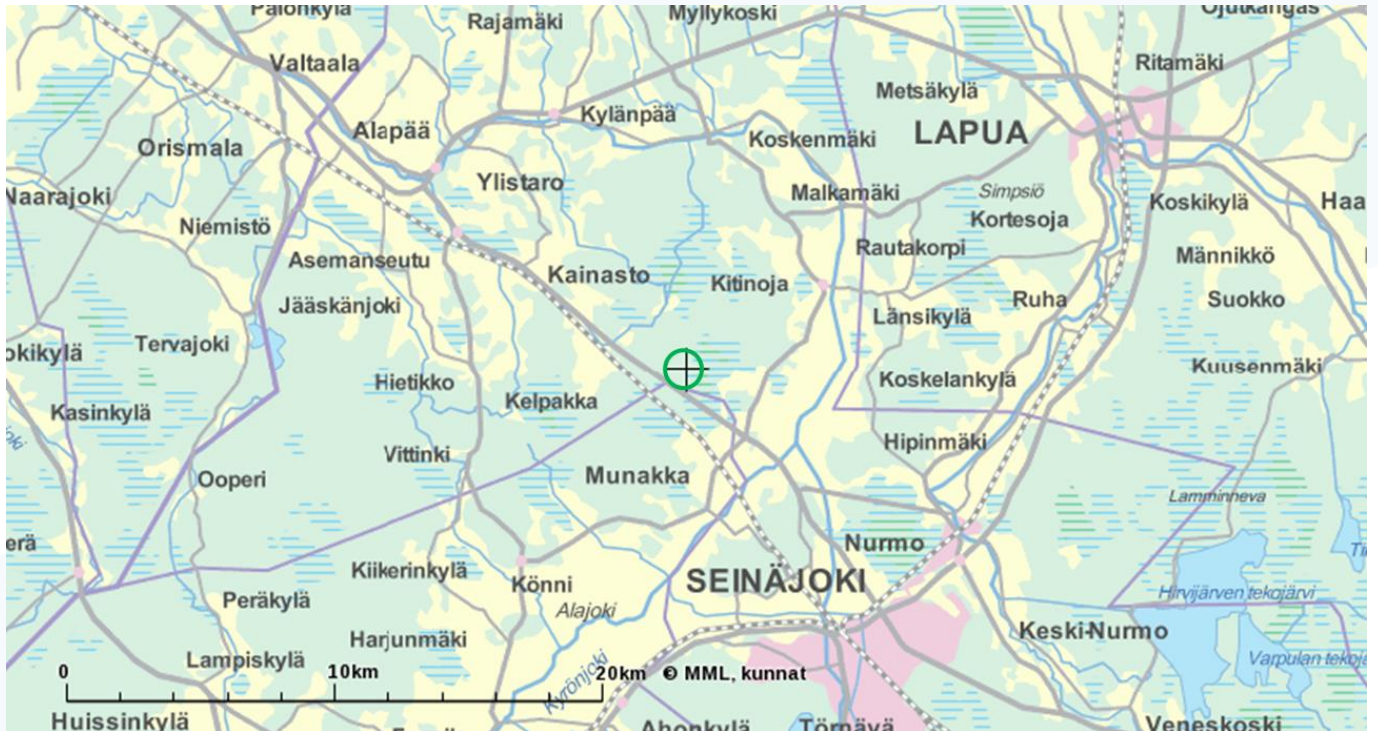 Palonkylä
Rajamäki
Myllykoski
Ojutkangas
Valtaala
Ritamäki
Metsäkylä
Kylänpää
Alapää
Koskenmäki
LAPUA
Orismala
Ylistaro
Malkamäki
Simpsiö
Naarajoki
Koskikylä
Haa
Niemistö
Kortesoja
Rautakorpi
Asemanseutu
Kainasto
Kitinoja
Männikkö
Jääskänjoki
Ruha
Suokko
Länsikylä
Tervajoki
okikylä
Kuusenmäki
Hietikko
Koskelankylä
Kelpakka
Kasinkylä
joki
Vittinki
Hipinmäki
Ooperi
Munakka
Lamminneva
erä
Nurmo
Kiikerinkylä
Könni
SEINÄJOKI
Hirvijärven tekojärvi
Peräkylä
Alajoki
Harjunmäki
Keski-Nurmo
Lampiskylä
Varpulan tekojä
0 10km 20km © MML, kunnat
Kyrönjoki
Huissinkylä
Ahonkylä
Törnävä
Veneskoski